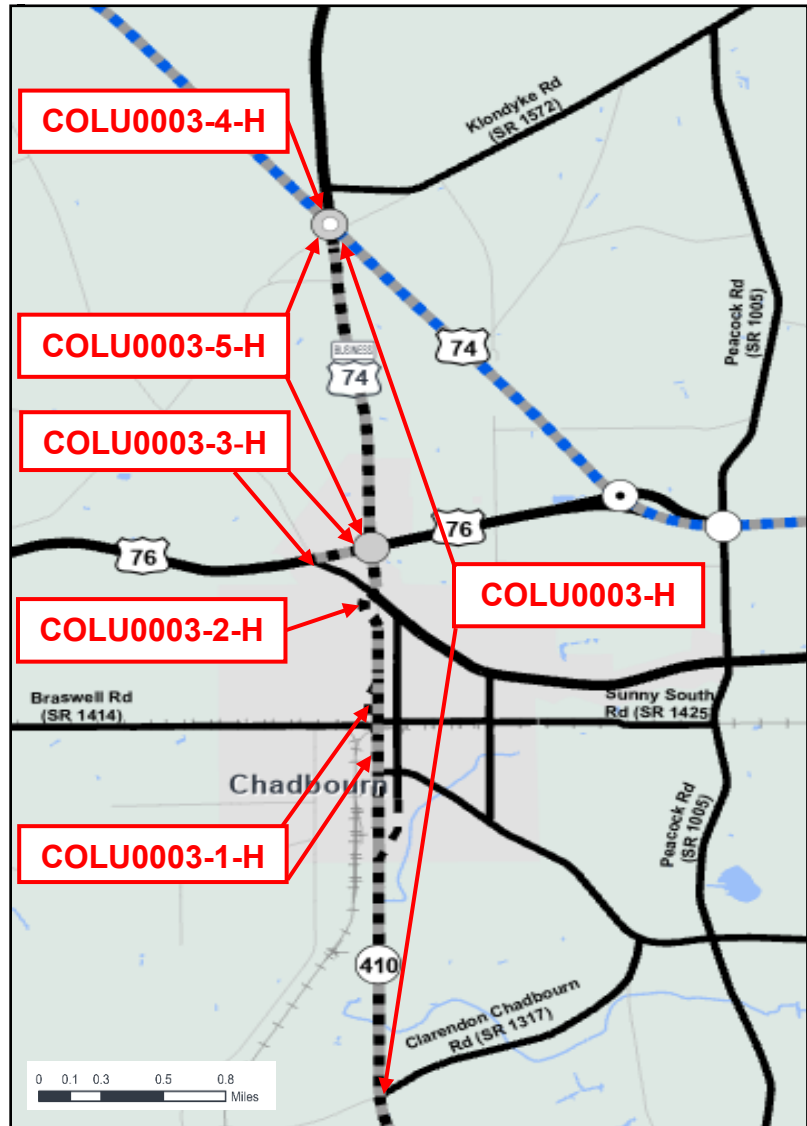 COLU0003-4-H
Klondyke Rd
(SR 1572)
Peacock Rd
(SR 1005)
COLU0003-5-H
BUSINESS
74
74
COLU0003-3-H
76
76
COLU0003-H
COLU0003-2-H
Braswell Rd
(SR 1414)
Sunny South
Rd (SR 1425)
Chadbourn
Peacock Rd
(SR 1005)
COLU0003-1-H
410
Clarendon Chadbourn
Rd (SR 1317)
0 0.1 0.3 0.5 0.8
Miles